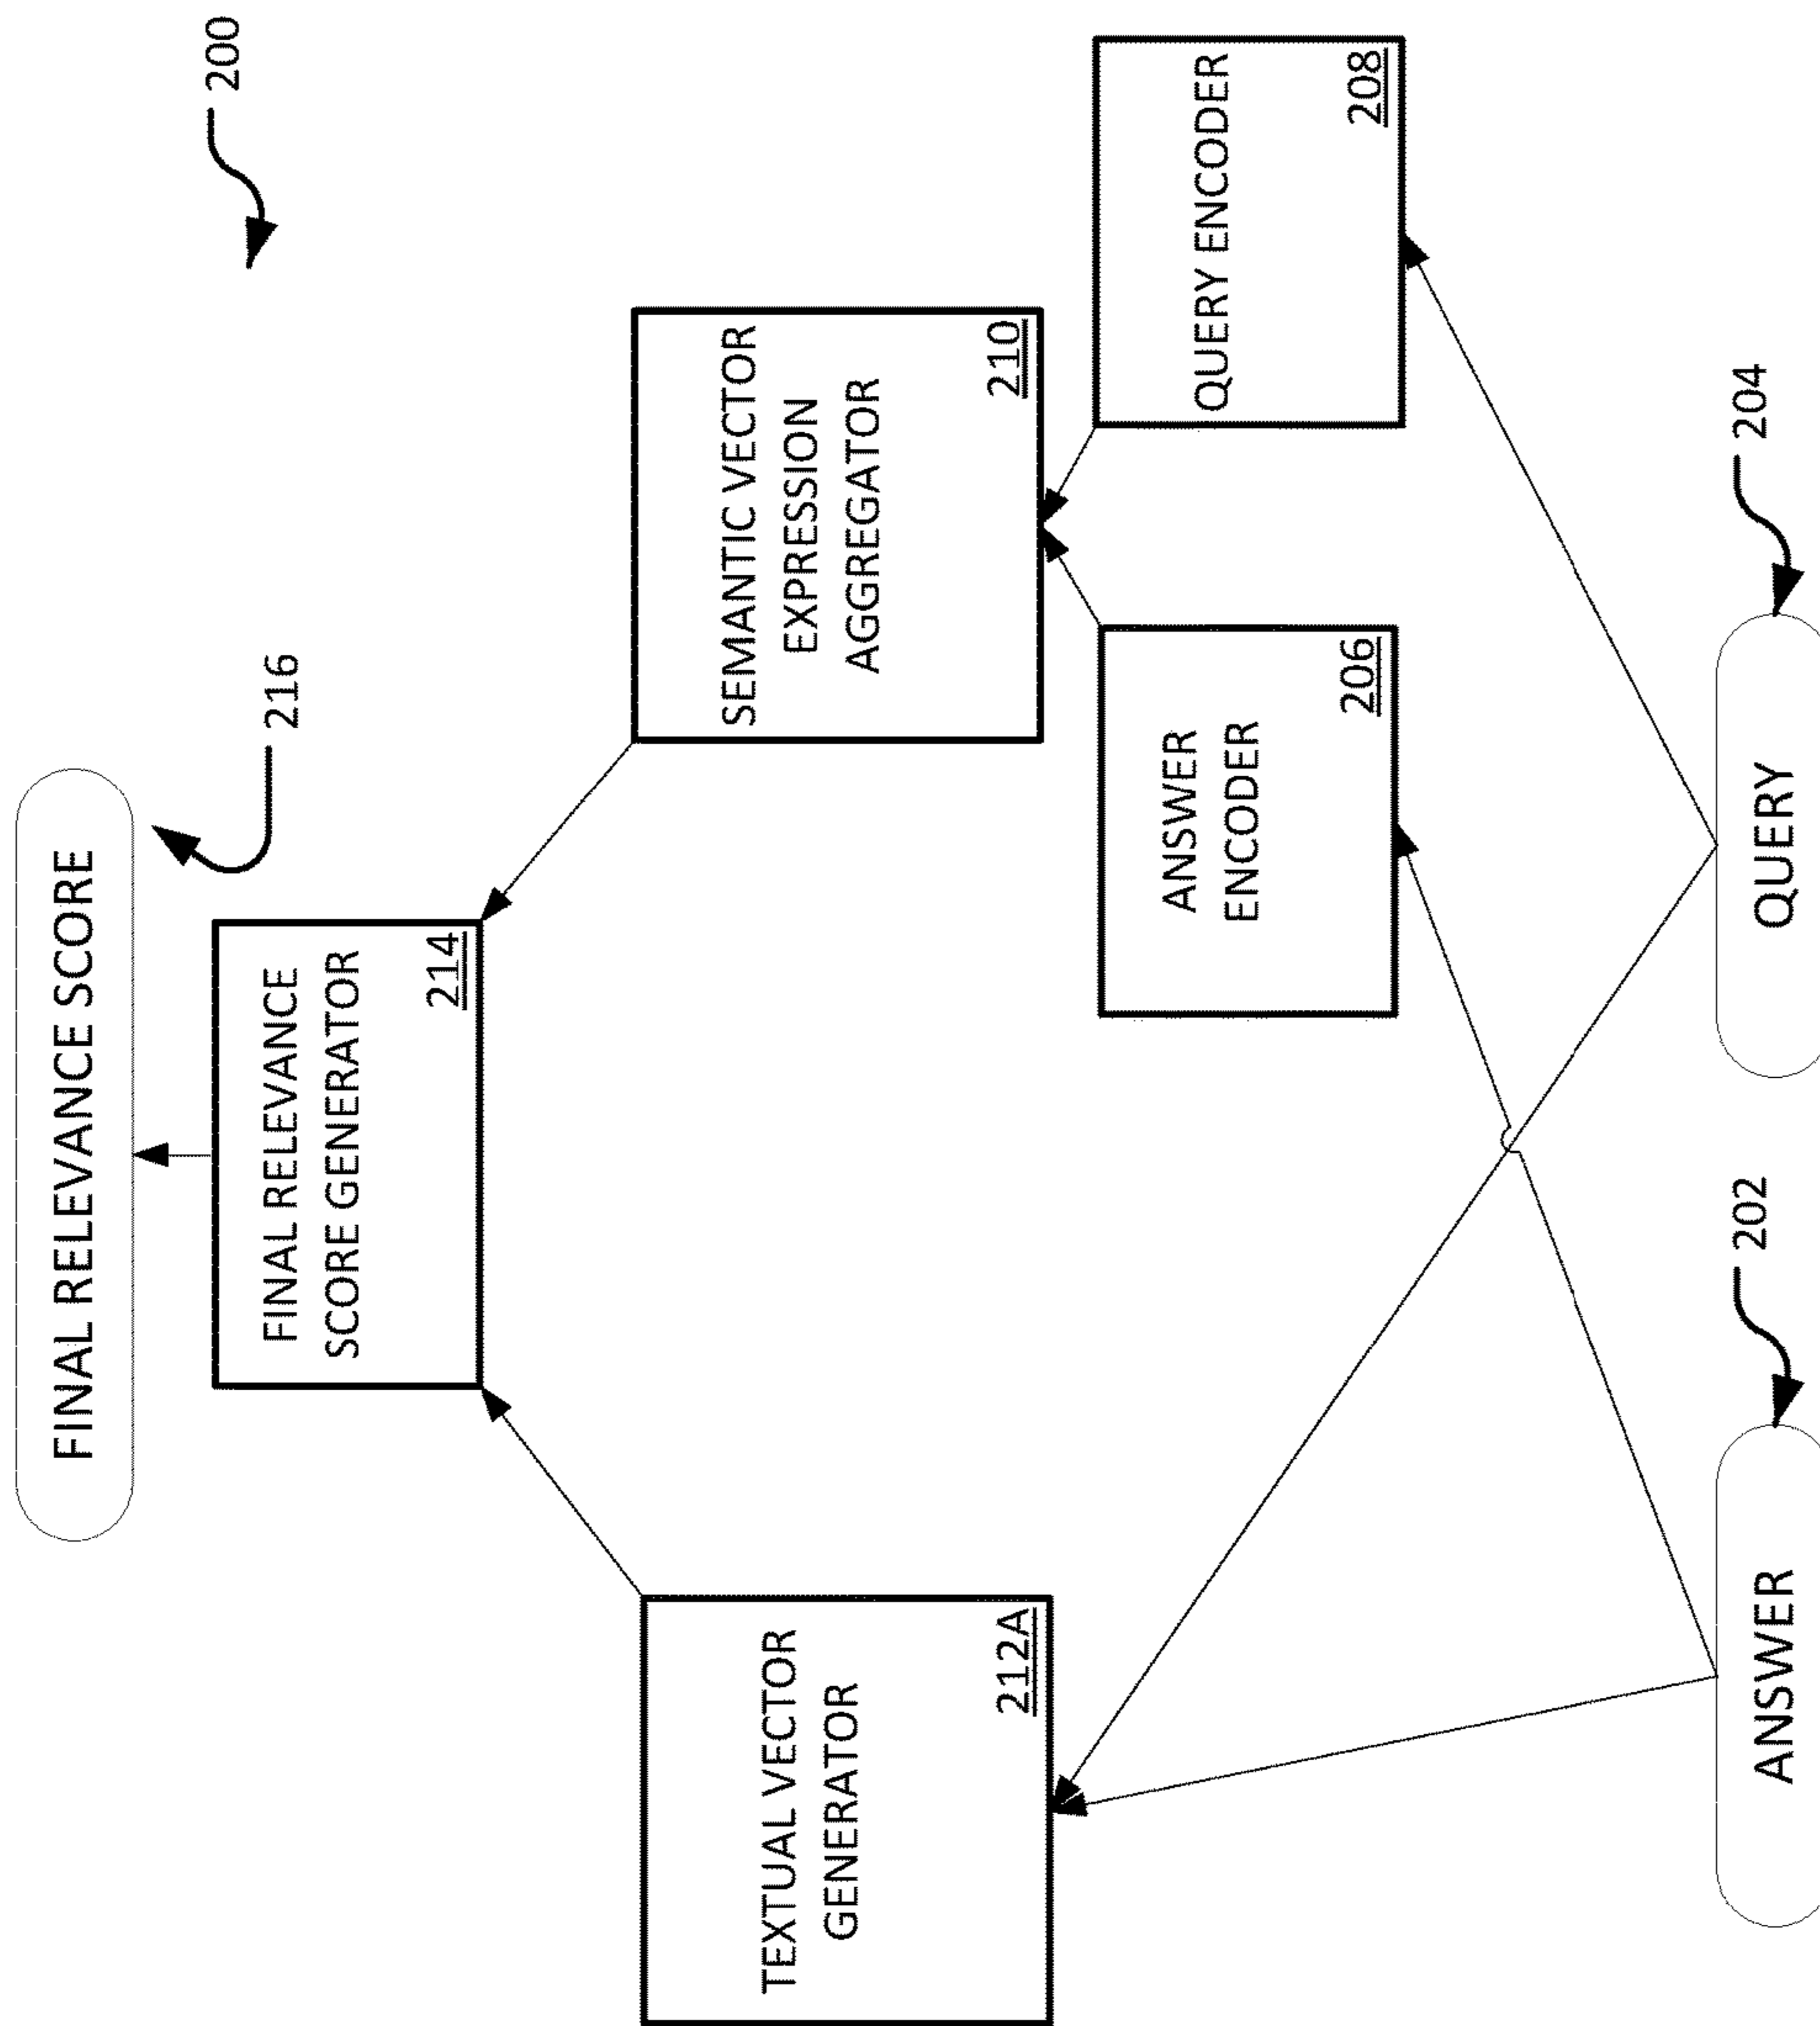 200
FINAL RELEVANCE SCORE
216
FINAL RELEVANCE
SCORE GENERATOR
214
TEXTUAL VECTOR
GENERATOR
212A
SEMANTIC VECTOR
EXPRESSION
AGGREGATOR
210
ANSWER
ENCODER
206
QUERY ENCODER
208
ANSWER
202
QUERY
204